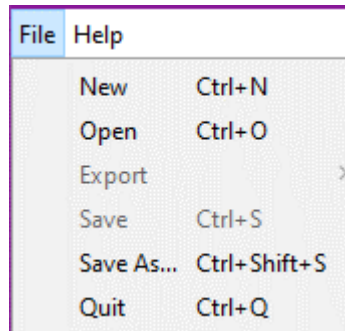 File Help
New Ctrl+N
Open Ctrl+O
Export
Save Ctrl+S
Save As... Ctrl+Shift+S
Quit Ctrl+Q